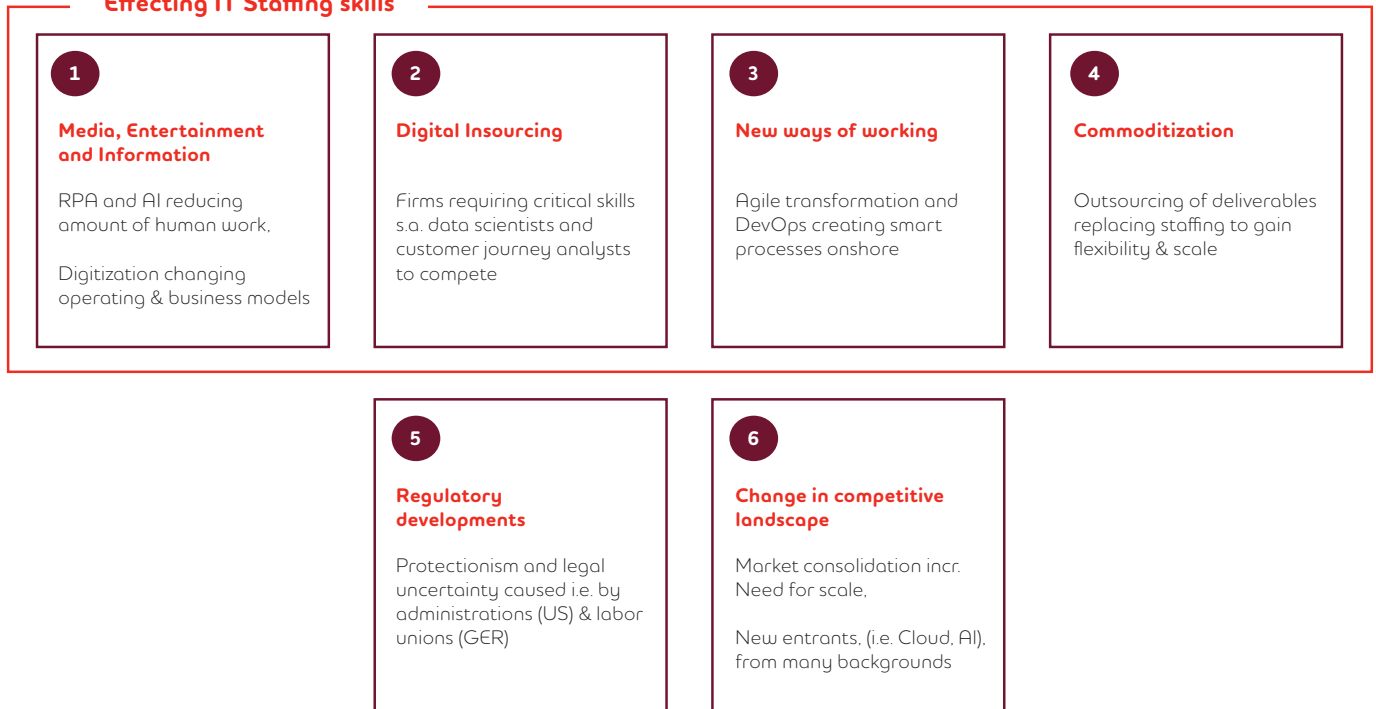 Effecting IT Staffing skills
1
Media, Entertainment
and Information
RPA and AI reducing
amount of human work,
Digitization changing
operating & business models
2
Digital Insourcing
Firms requiring critical skills
s.a. data scientists and
customer journey analysts
to compete
3
New ways of working
Agile transformation and
DevOps creating smart
processes onshore
4
Commoditization
Outsourcing of deliverables
replacing staffing to gain
flexibility & scale
5
Regulatory
developments
Protectionism and legal
uncertainty caused i.e. by
administrations (US) & labor
unions (GER)
6
Change in competitive
landscape
Market consolidation incr.
Need for scale,
New entrants, (i.e. Cloud, AI),
from many backgrounds